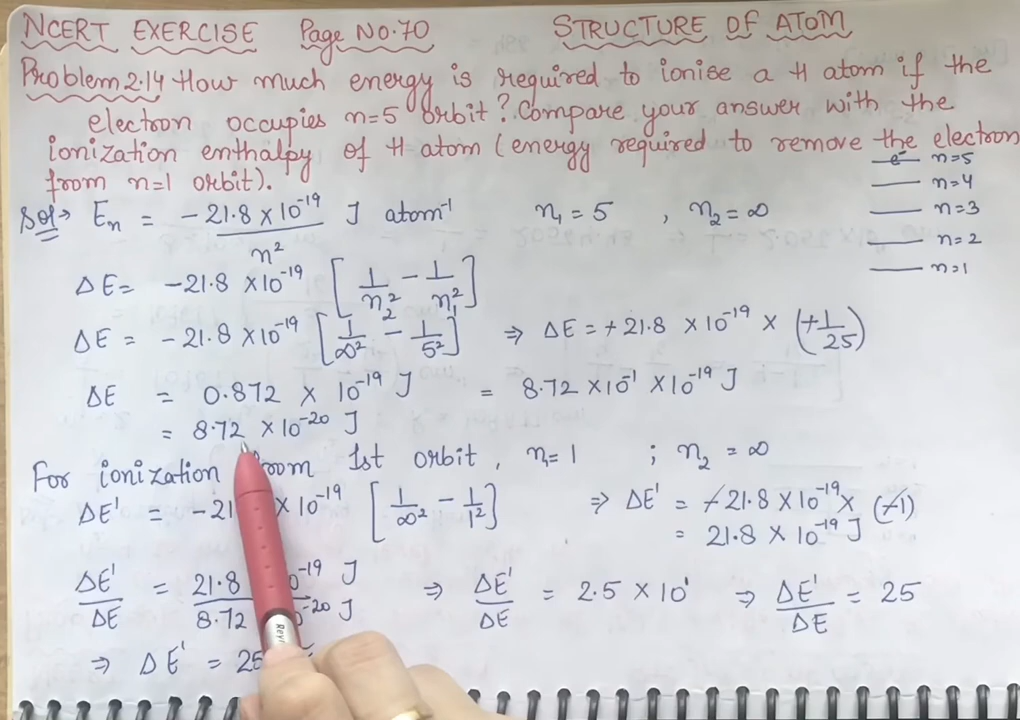 NCERT EXERCISE Page No.70 STRUCTURE OF ATOM
Problem 2.14 How much energy is required to ionise a H atom if the
electron occupies n=5 orbit? Compare your answer with the
ionization enthalpy of H atom (energy required to remove the electron
from n=1 orbit).
e⁻ n=5
n=4
n=3
n=2
n=1
Sol→ Eₙ = -21.8 × 10⁻¹⁹ / n² J atom⁻¹ n₁ = 5 , n₂ = ∞
ΔE = -21.8 × 10⁻¹⁹ [1/n₂² - 1/n₁²]
ΔE = -21.8 × 10⁻¹⁹ [1/∞² - 1/5²] ⇒ ΔE = +21.8 × 10⁻¹⁹ × (+1/25)
ΔE = 0.872 × 10⁻¹⁹ J = 8.72 × 10⁻¹ × 10⁻¹⁹ J
= 8.72 × 10⁻²⁰ J
For ionization 1st orbit, n₁ = 1 ; n₂ = ∞
ΔE' = -21 × 10⁻¹⁹ [1/∞² - 1/1²] ⇒ ΔE' = -21.8 × 10⁻¹⁹ × (-1)
= 21.8 × 10⁻¹⁹ J
ΔE'/ΔE = 21.8 0⁻¹⁹ J / 8.72 0⁻²⁰ J ⇒ ΔE'/ΔE = 2.5 × 10¹ ⇒ ΔE'/ΔE = 25
⇒ ΔE' = 25